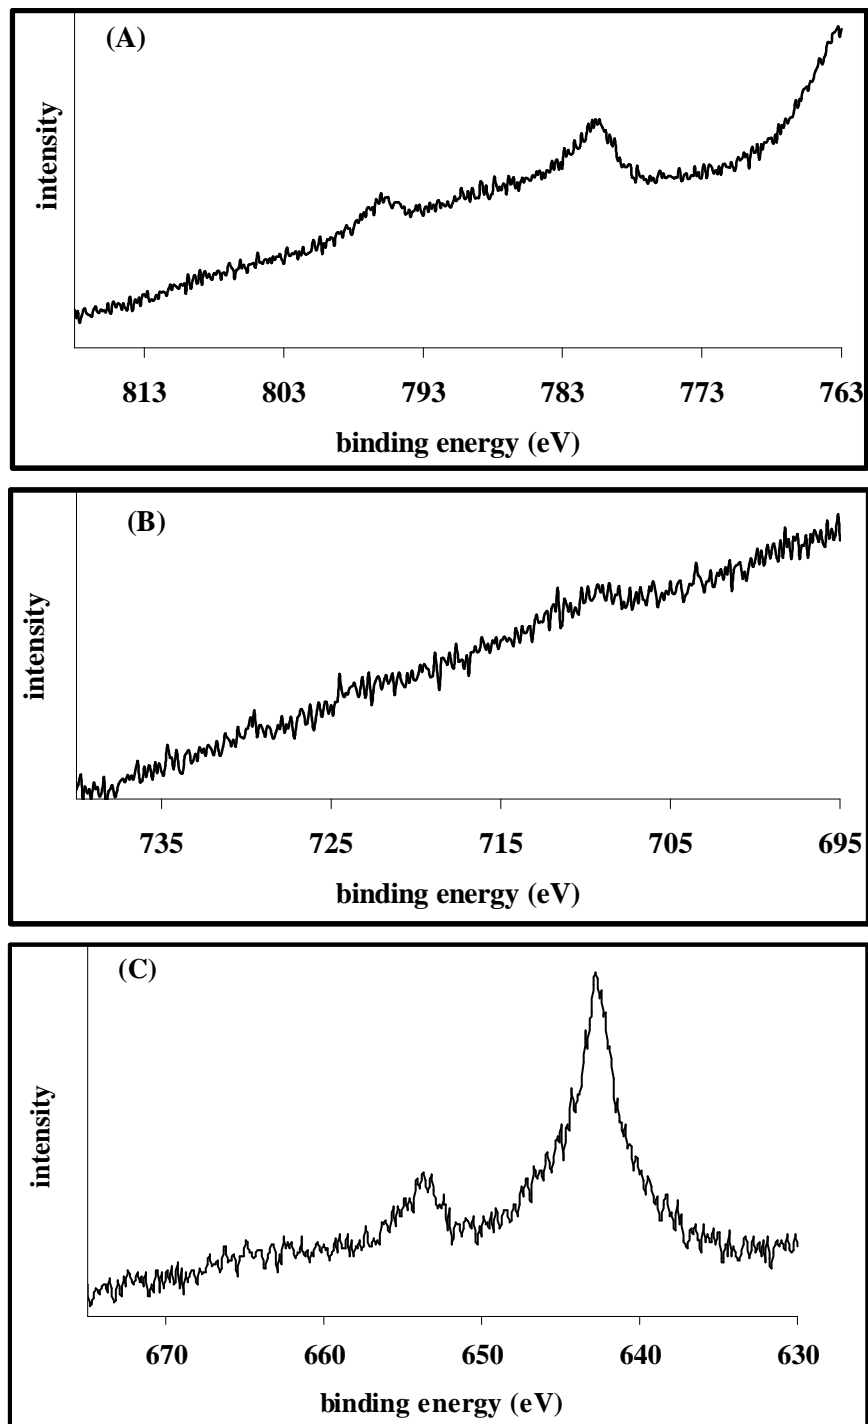 (A)
intensity
813 803 793 783 773 763
binding energy (eV)
(B)
intensity
735 725 715 705 695
binding energy (eV)
(C)
intensity
670 660 650 640 630
binding energy (eV)